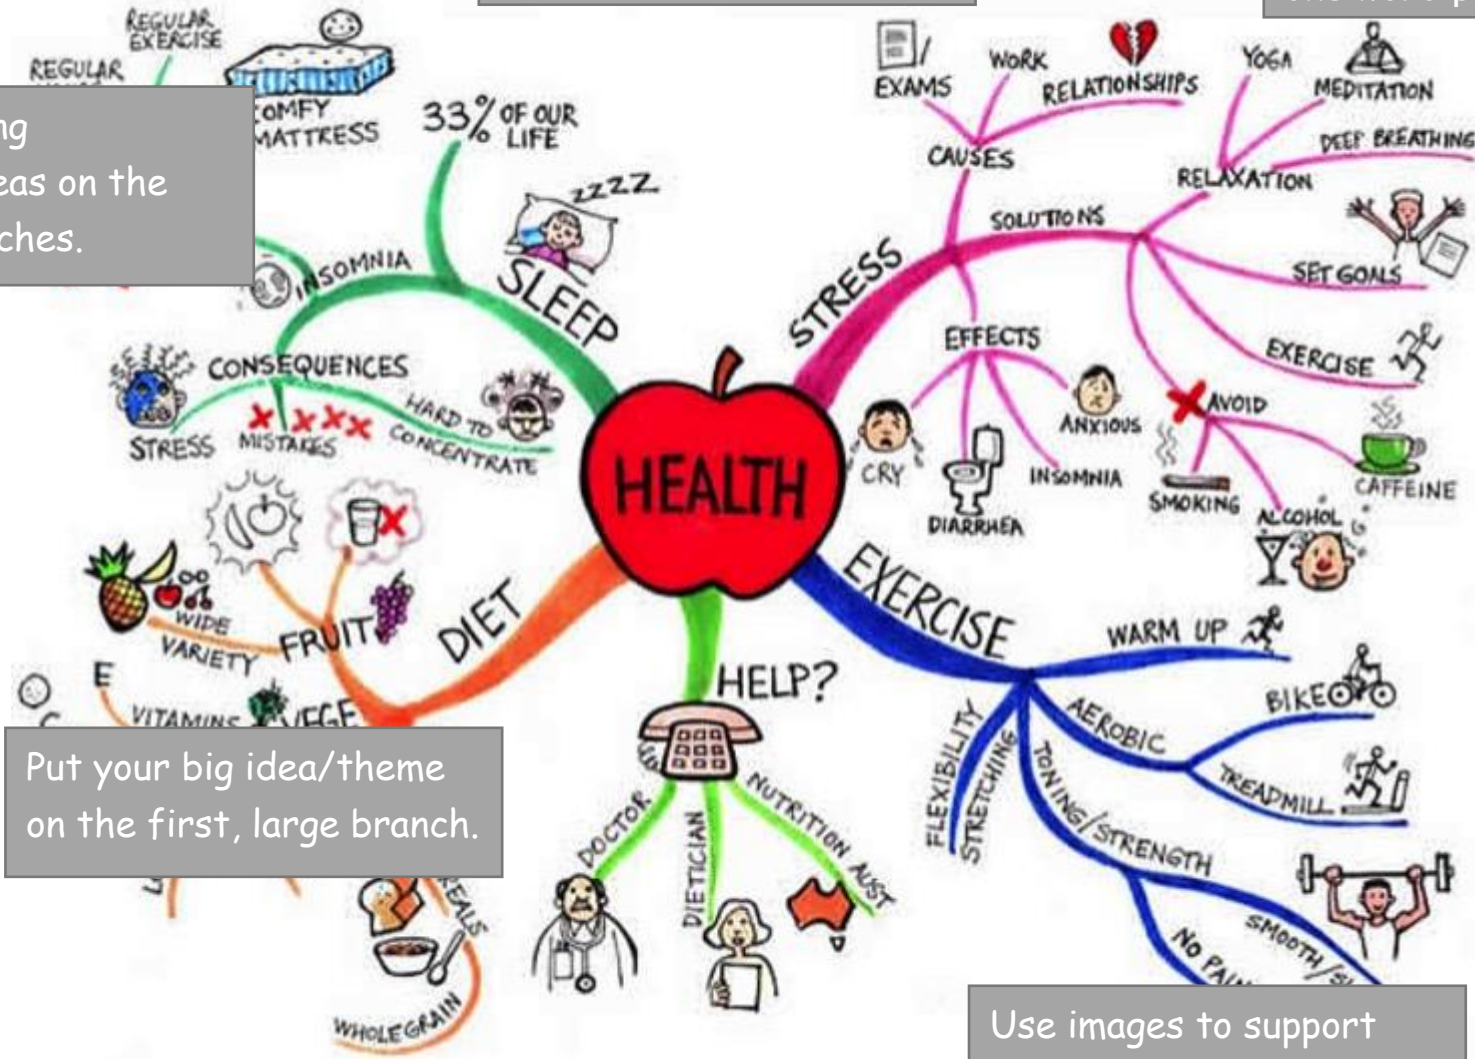 REGULAR
EXERCISE
REGULAR
COMFY
MATTRESS
33% OF OUR
LIFE
eas on the
ches.
INSOMNIA
zzzz
SLEEP
CONSEQUENCES
STRESS
MISTAKES
HARD TO
CONCENTRATE
EXAMS
WORK
RELATIONSHIPS
CAUSES
YOGA
MEDITATION
DEEP BREATHING
RELAXATION
SOLUTIONS
STRESS
SET GOALS
EXERCISE
EFFECTS
CRY
DIARRHEA
INSOMNIA
ANXIOUS
AVOID
SMOKING
ALCOHOL
CAFFEINE
HEALTH
DIET
FRUIT
WIDE
VARIETY
E
C
VITAMINS
VEGE
Put your big idea/theme
on the first, large branch.
WHOLEGRAIN
HELP?
DOCTOR
DIETICIAN
NUTRITION AUST
EXERCISE
WARM UP
AEROBIC
BIKE
TREADMILL
FLEXIBILITY
STRETCHING
TONING/STRENGTH
NO PAIN
SMOOTH/S
Use images to support